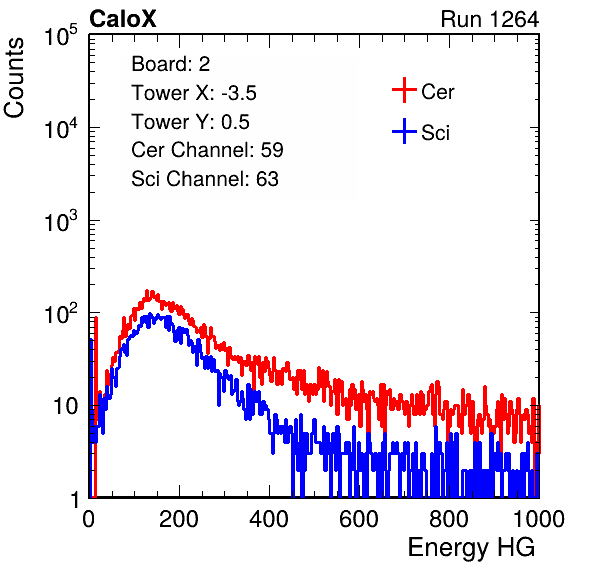 CaloX Run 1264
Counts
Board: 2
Tower X: -3.5
Tower Y: 0.5
Cer Channel: 59
Sci Channel: 63
Cer
Sci
10^5
10^4
10^3
10^2
10
1
0 200 400 600 800 1000
Energy HG